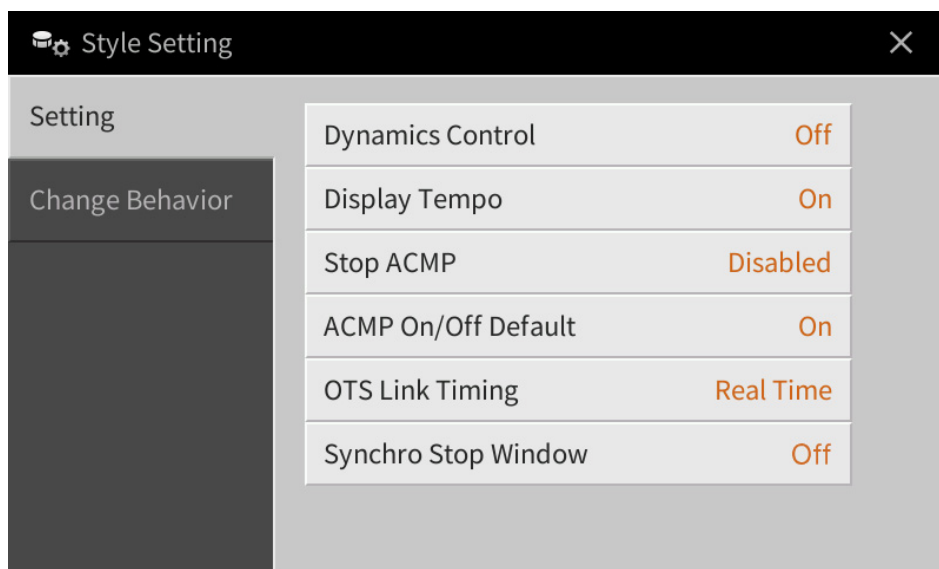 Style Setting
Setting
Change Behavior
Dynamics Control Off
Display Tempo On
Stop ACMP Disabled
ACMP On/Off Default On
OTS Link Timing Real Time
Synchro Stop Window Off